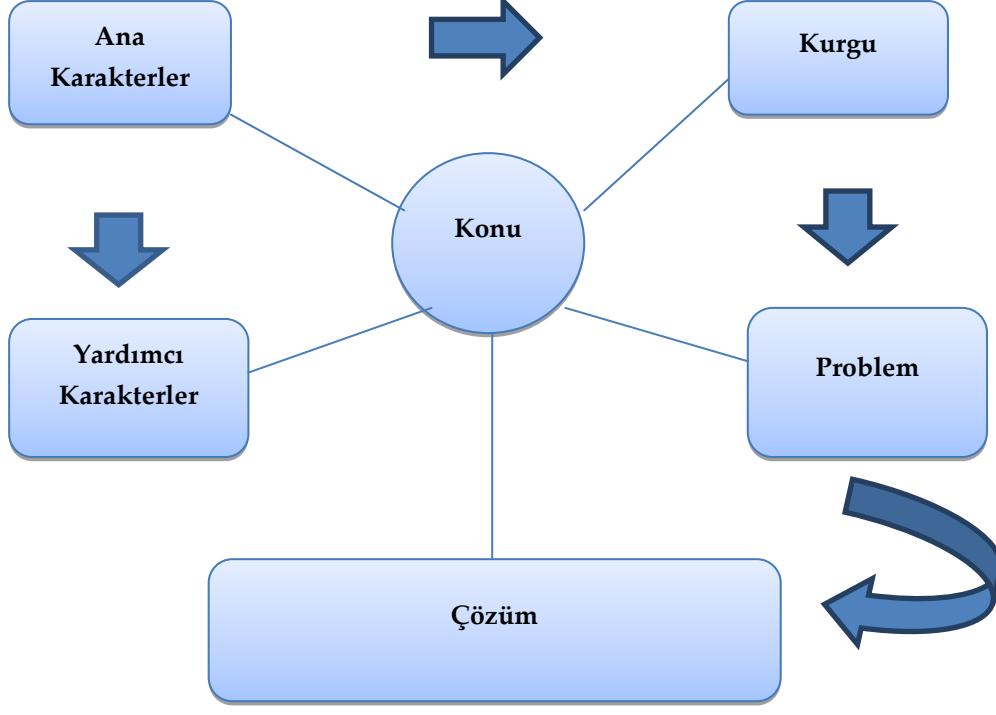 Ana
Karakterler
Kurgu
Konu
Yardımcı
Karakterler
Problem
Çözüm